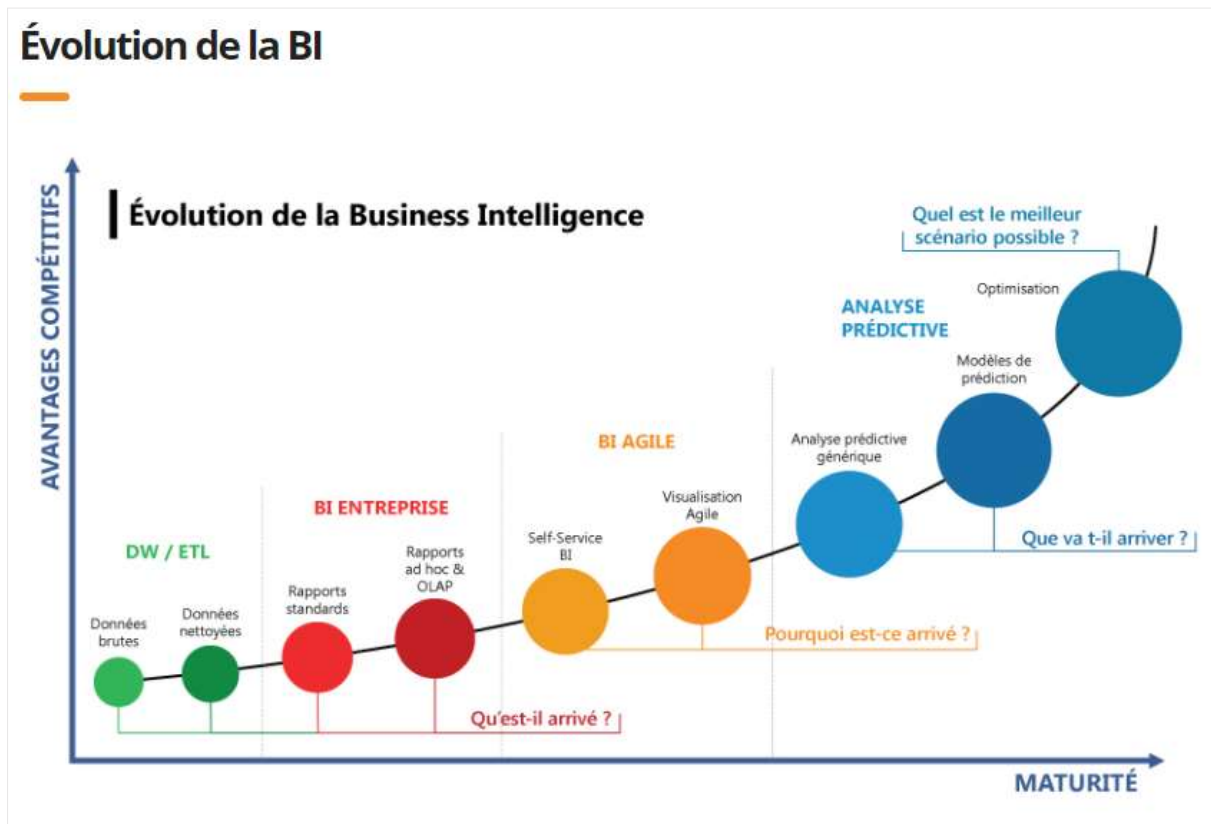 Évolution de la BI
Évolution de la Business Intelligence
AVANTAGES COMPÉTITIFS
DW / ETL
Données
brutes
Données
nettoyées
BI ENTREPRISE
Rapports
standards
Rapports
ad hoc &
OLAP
Qu'est-il arrivé ?
BI AGILE
Self-Service
BI
Visualisation
Agile
Pourquoi est-ce arrivé ?
ANALYSE
PRÉDICTIVE
Analyse prédictive
générique
Modèles de
prédiction
Que va t-il arriver ?
Optimisation
Quel est le meilleur
scénario possible ?
MATURITÉ